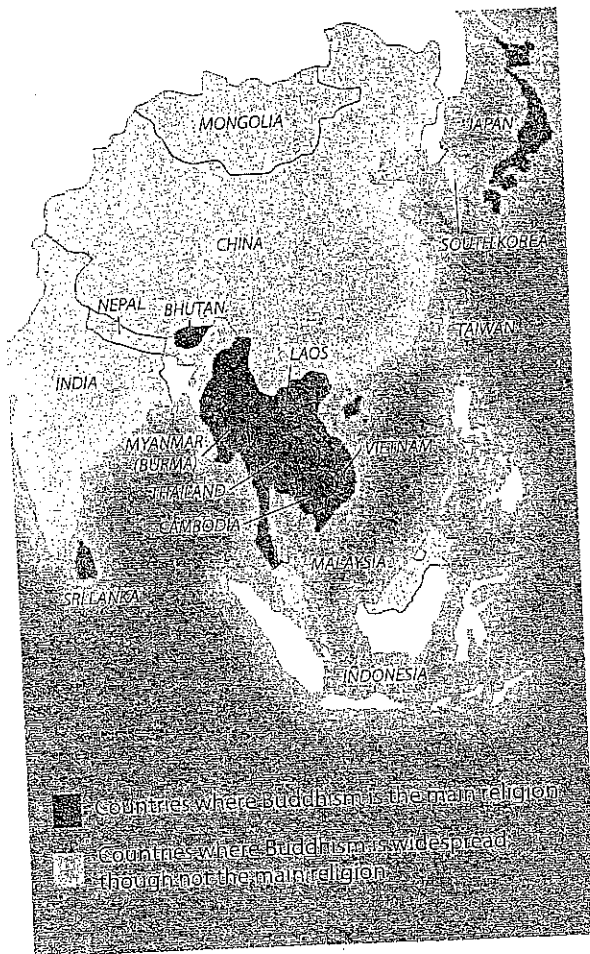 MONGOLIA
JAPAN
CHINA
SOUTH KOREA
NEPAL
BHUTAN
TAIWAN
LAOS
INDIA
MYANMAR
(BURMA)
VIETNAM
THAILAND
CAMBODIA
MALAYSIA
SRI LANKA
INDONESIA
Countries where Buddhism is the main religion
Countries where Buddhism is widespread
though not the main religion